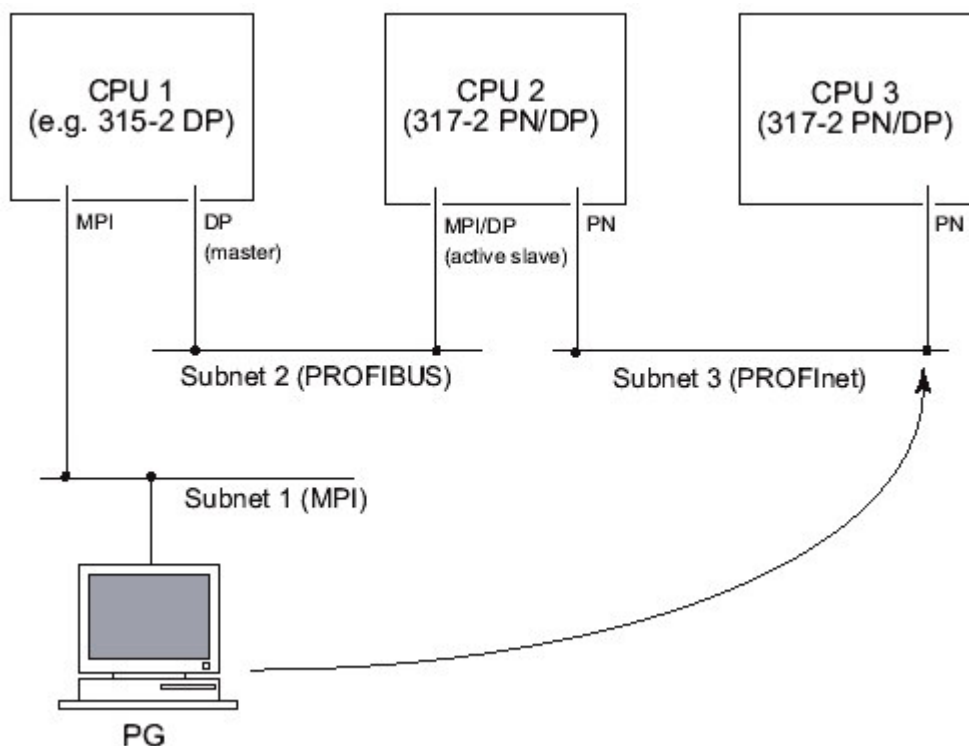 CPU 1
(e.g. 315-2 DP)
CPU 2
(317-2 PN/DP)
CPU 3
(317-2 PN/DP)
MPI
DP
(master)
MPI/DP
(active slave)
PN
PN
Subnet 2 (PROFIBUS)
Subnet 3 (PROFInet)
Subnet 1 (MPI)
PG